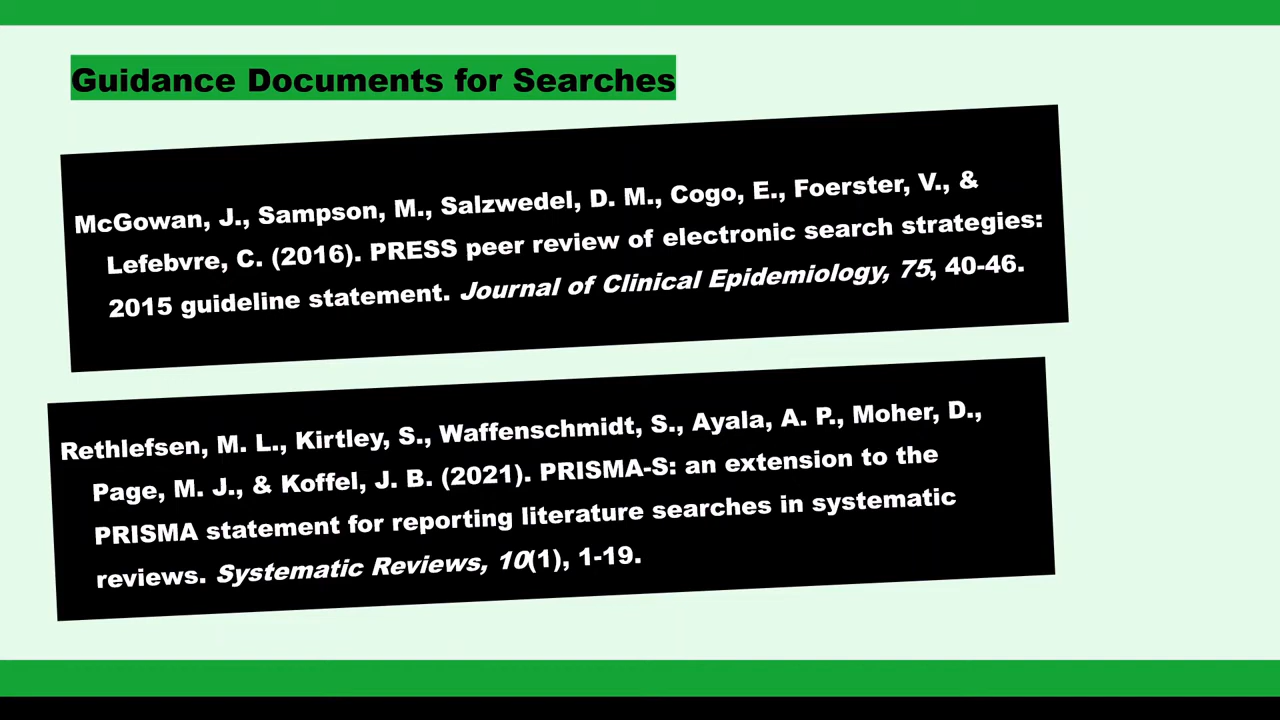 Guidance Documents for Searches
McGowan, J., Sampson, M., Salzwedel, D. M., Cogo, E., Foerster, V., &
Lefebvre, C. (2016). PRESS peer review of electronic search strategies:
2015 guideline statement. Journal of Clinical Epidemiology, 75, 40-46.
Rethlefsen, M. L., Kirtley, S., Waffenschmidt, S., Ayala, A. P., Moher, D.,
Page, M. J., & Koffel, J. B. (2021). PRISMA-S: an extension to the
PRISMA statement for reporting literature searches in systematic
reviews. Systematic Reviews, 10(1), 1-19.